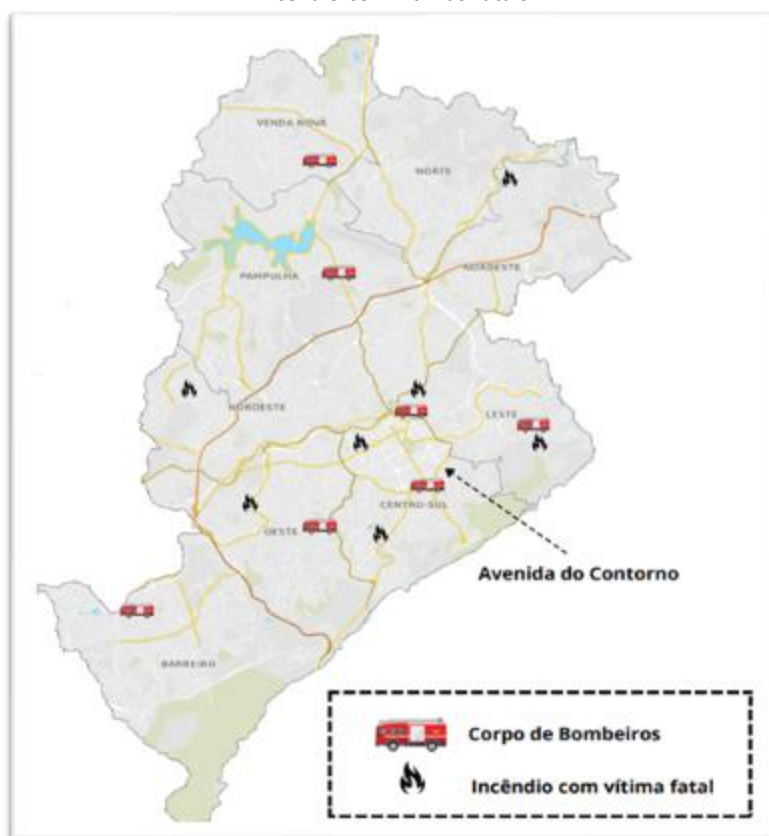 VENDA NOVA
NORTE
PAMPULHA
NORDESTE
NOROESTE
LESTE
CENTRO-SUL
OESTE
Avenida do Contorno
BARREIRO
Corpo de Bombeiros
Incêndio com vítima fatal